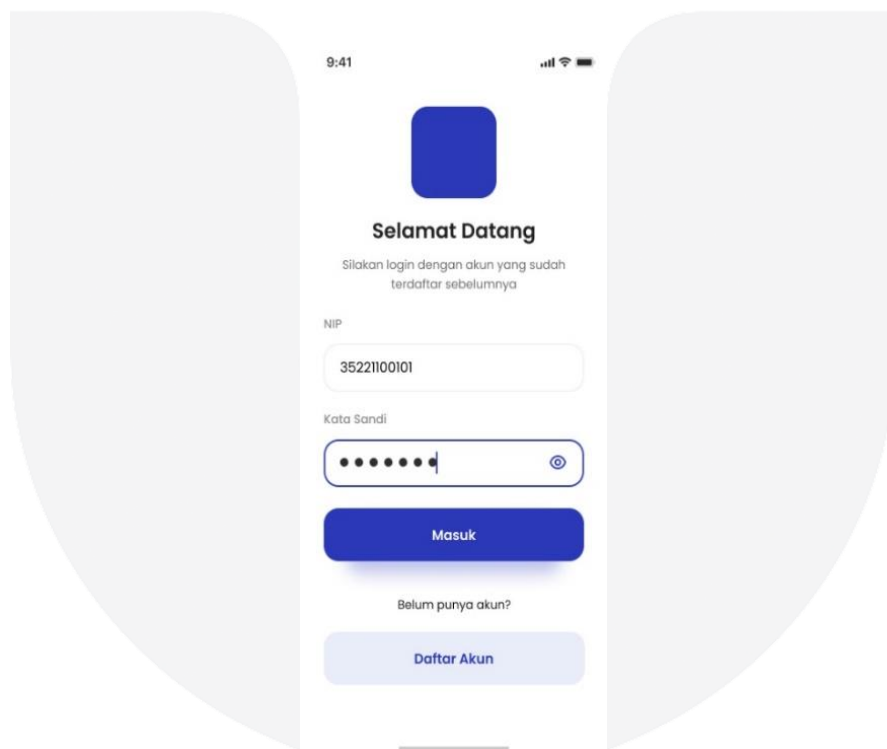 9:41
Selamat Datang
Silakan login dengan akun yang sudah
terdaftar sebelumnya
NIP
35221100101
Kata Sandi
Masuk
Belum punya akun?
Daftar Akun